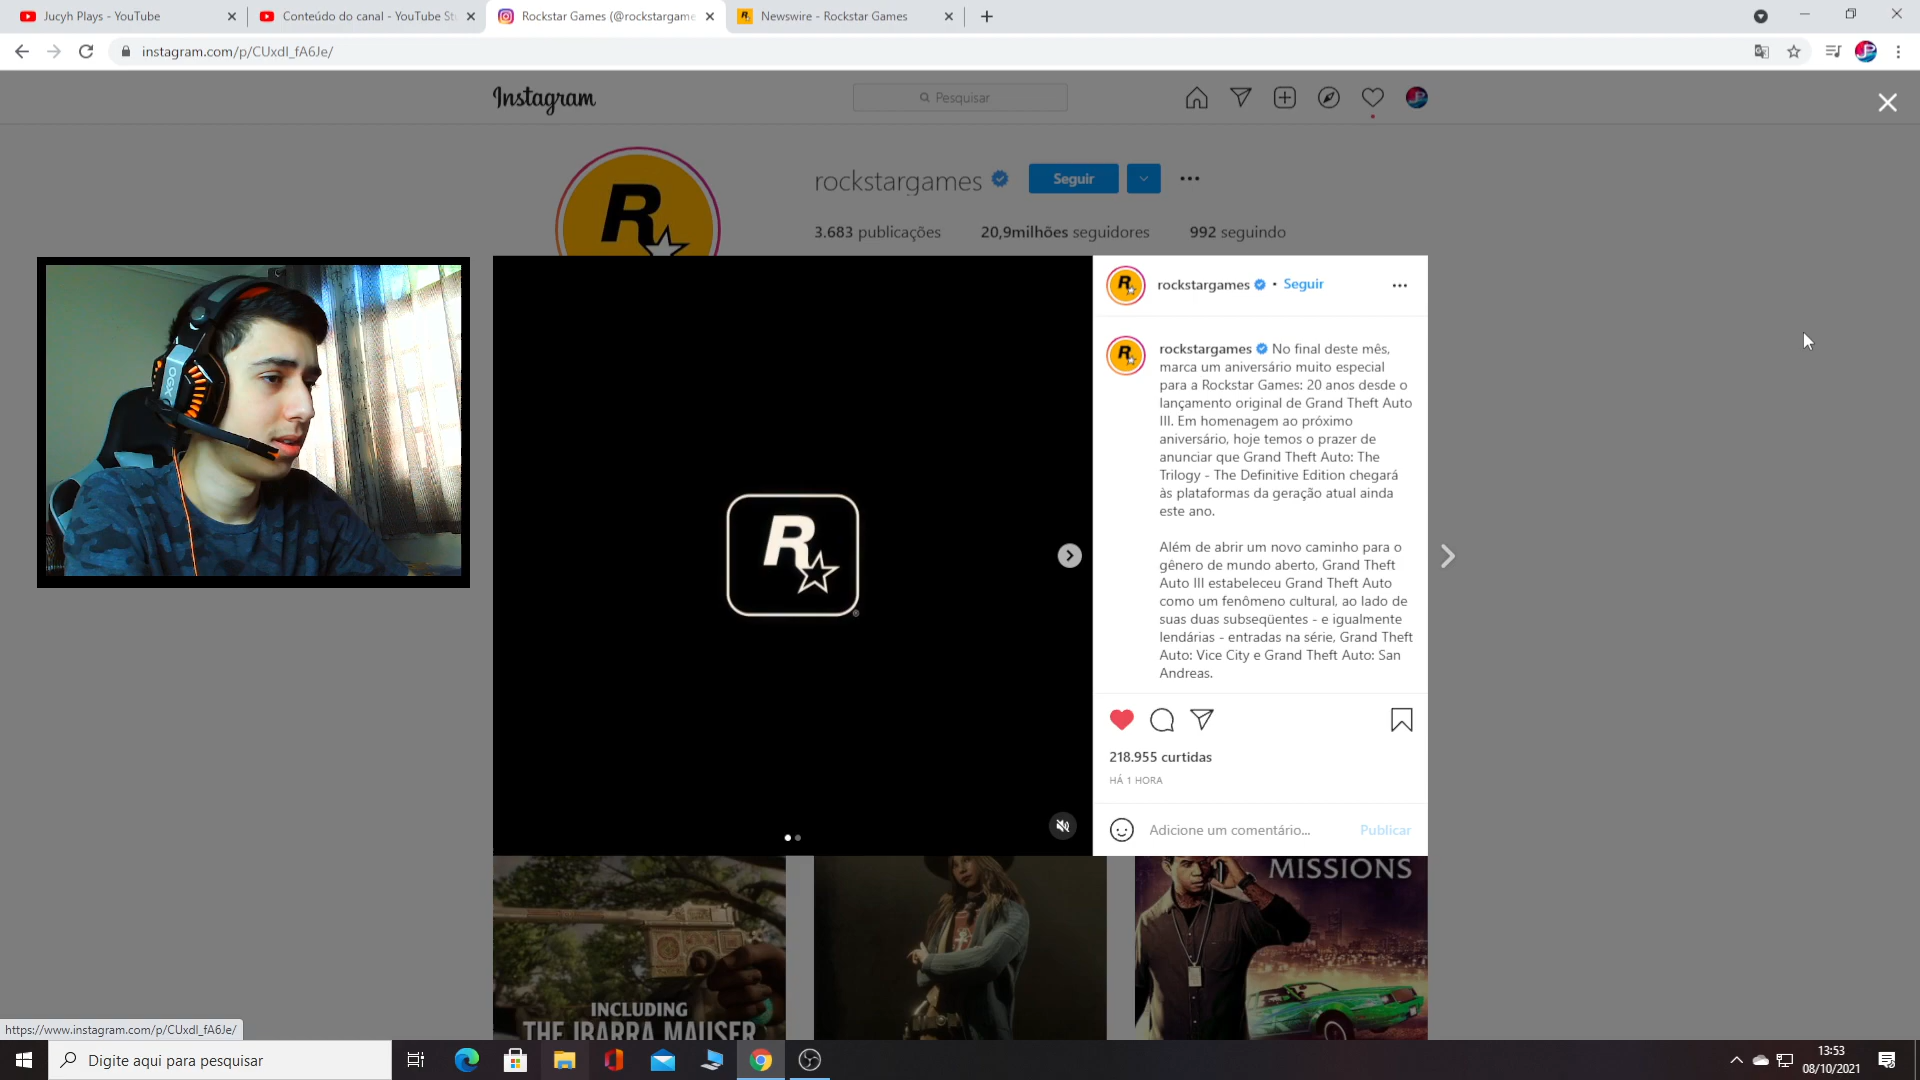 Jucyh Plays - YouTube
Conteúdo do canal - YouTube St
Rockstar Games (@rockstargame
Newswire - Rockstar Games
instagram.com/p/CUxdI_fA6Je/
Instagram
Pesquisar
rockstargames
Seguir
3.683 publicações
20,9milhões seguidores
992 seguindo
R
OGX
R
rockstargames • Seguir
rockstargames No final deste mês,
marca um aniversário muito especial
para a Rockstar Games: 20 anos desde o
lançamento original de Grand Theft Auto
III. Em homenagem ao próximo
aniversário, hoje temos o prazer de
anunciar que Grand Theft Auto: The
Trilogy - The Definitive Edition chegará
às plataformas da geração atual ainda
este ano.
Além de abrir um novo caminho para o
gênero de mundo aberto, Grand Theft
Auto III estabeleceu Grand Theft Auto
como um fenômeno cultural, ao lado de
suas duas subseqüentes - e igualmente
lendárias - entradas na série, Grand Theft
Auto: Vice City e Grand Theft Auto: San
Andreas.
218.955 curtidas
HÁ 1 HORA
Adicione um comentário...
Publicar
INCLUDING
THE IBARRA MAUSER
MISSIONS
https://www.instagram.com/p/CUxdI_fA6Je/
Digite aqui para pesquisar
13:53
08/10/2021